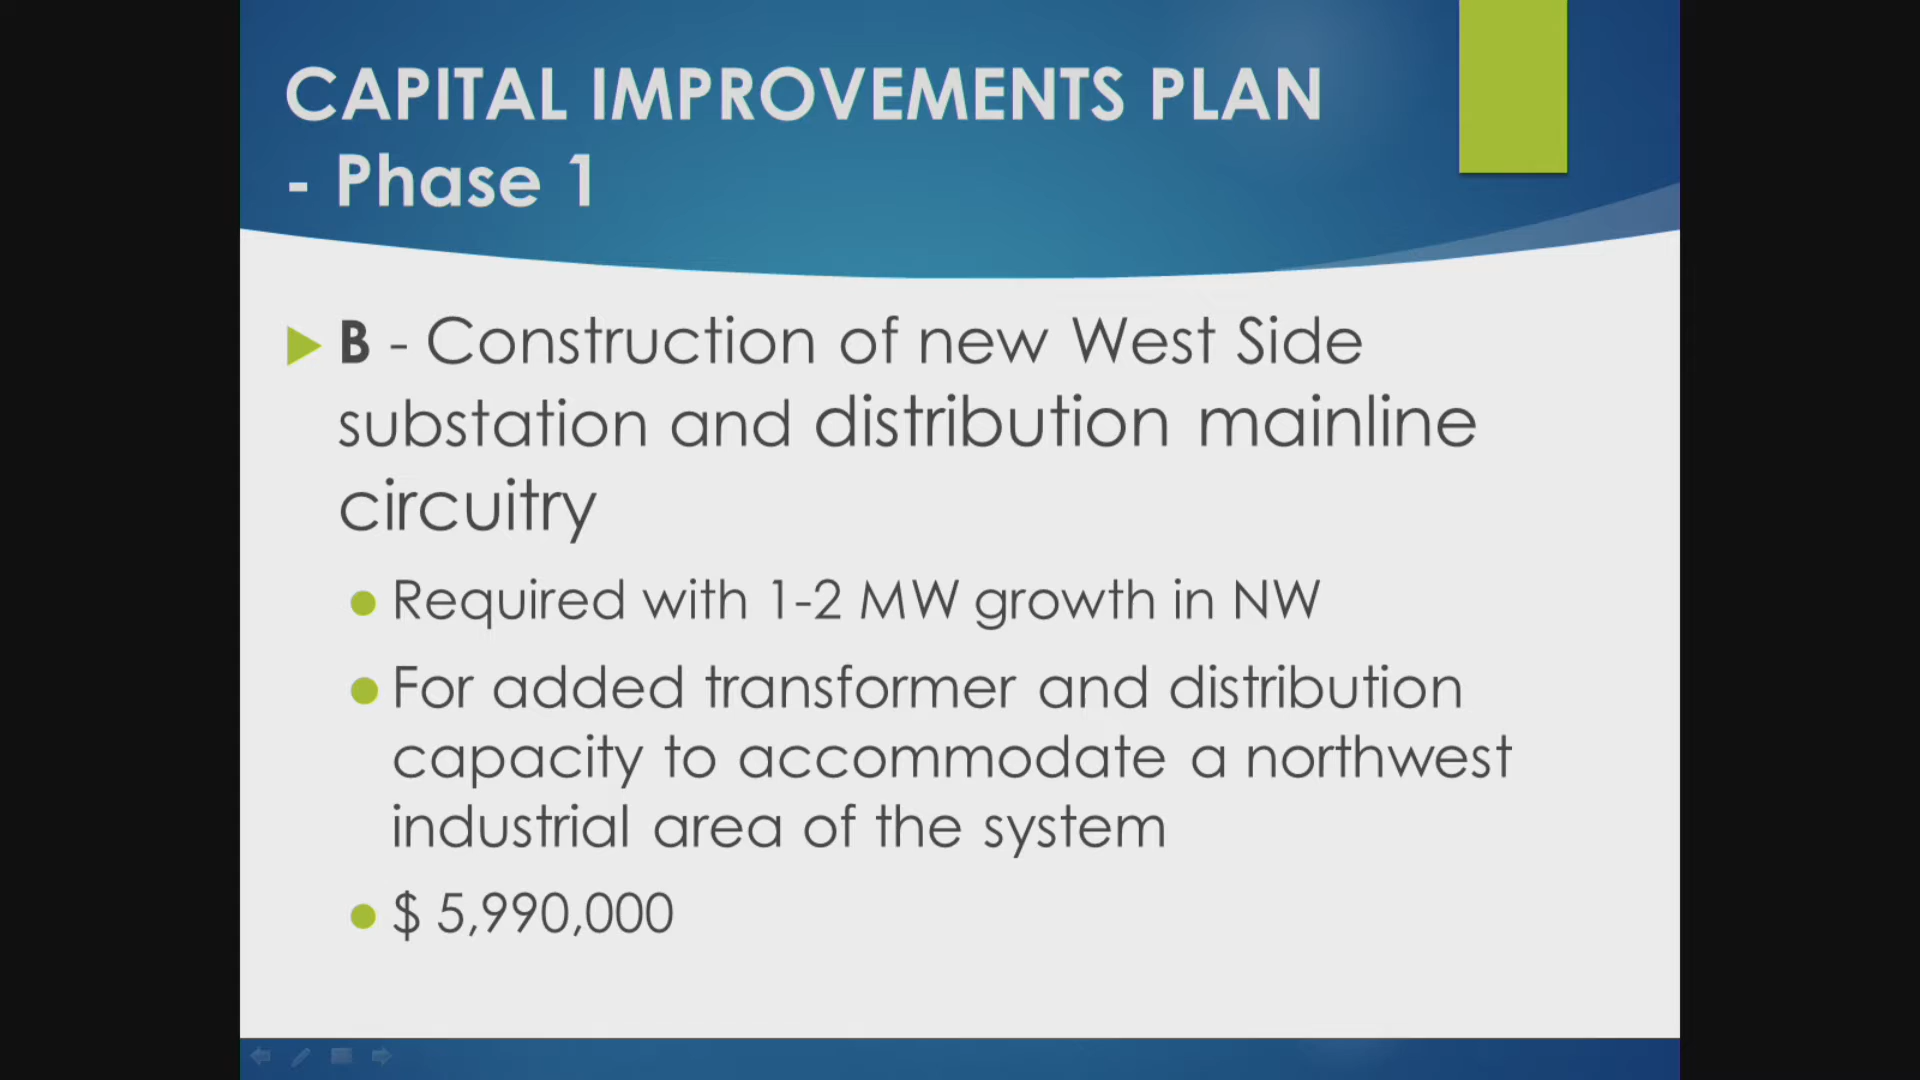 CAPITAL IMPROVEMENTS PLAN
- Phase 1
B - Construction of new West Side
substation and distribution mainline
circuitry
Required with 1-2 MW growth in NW
For added transformer and distribution
capacity to accommodate a northwest
industrial area of the system
$ 5,990,000